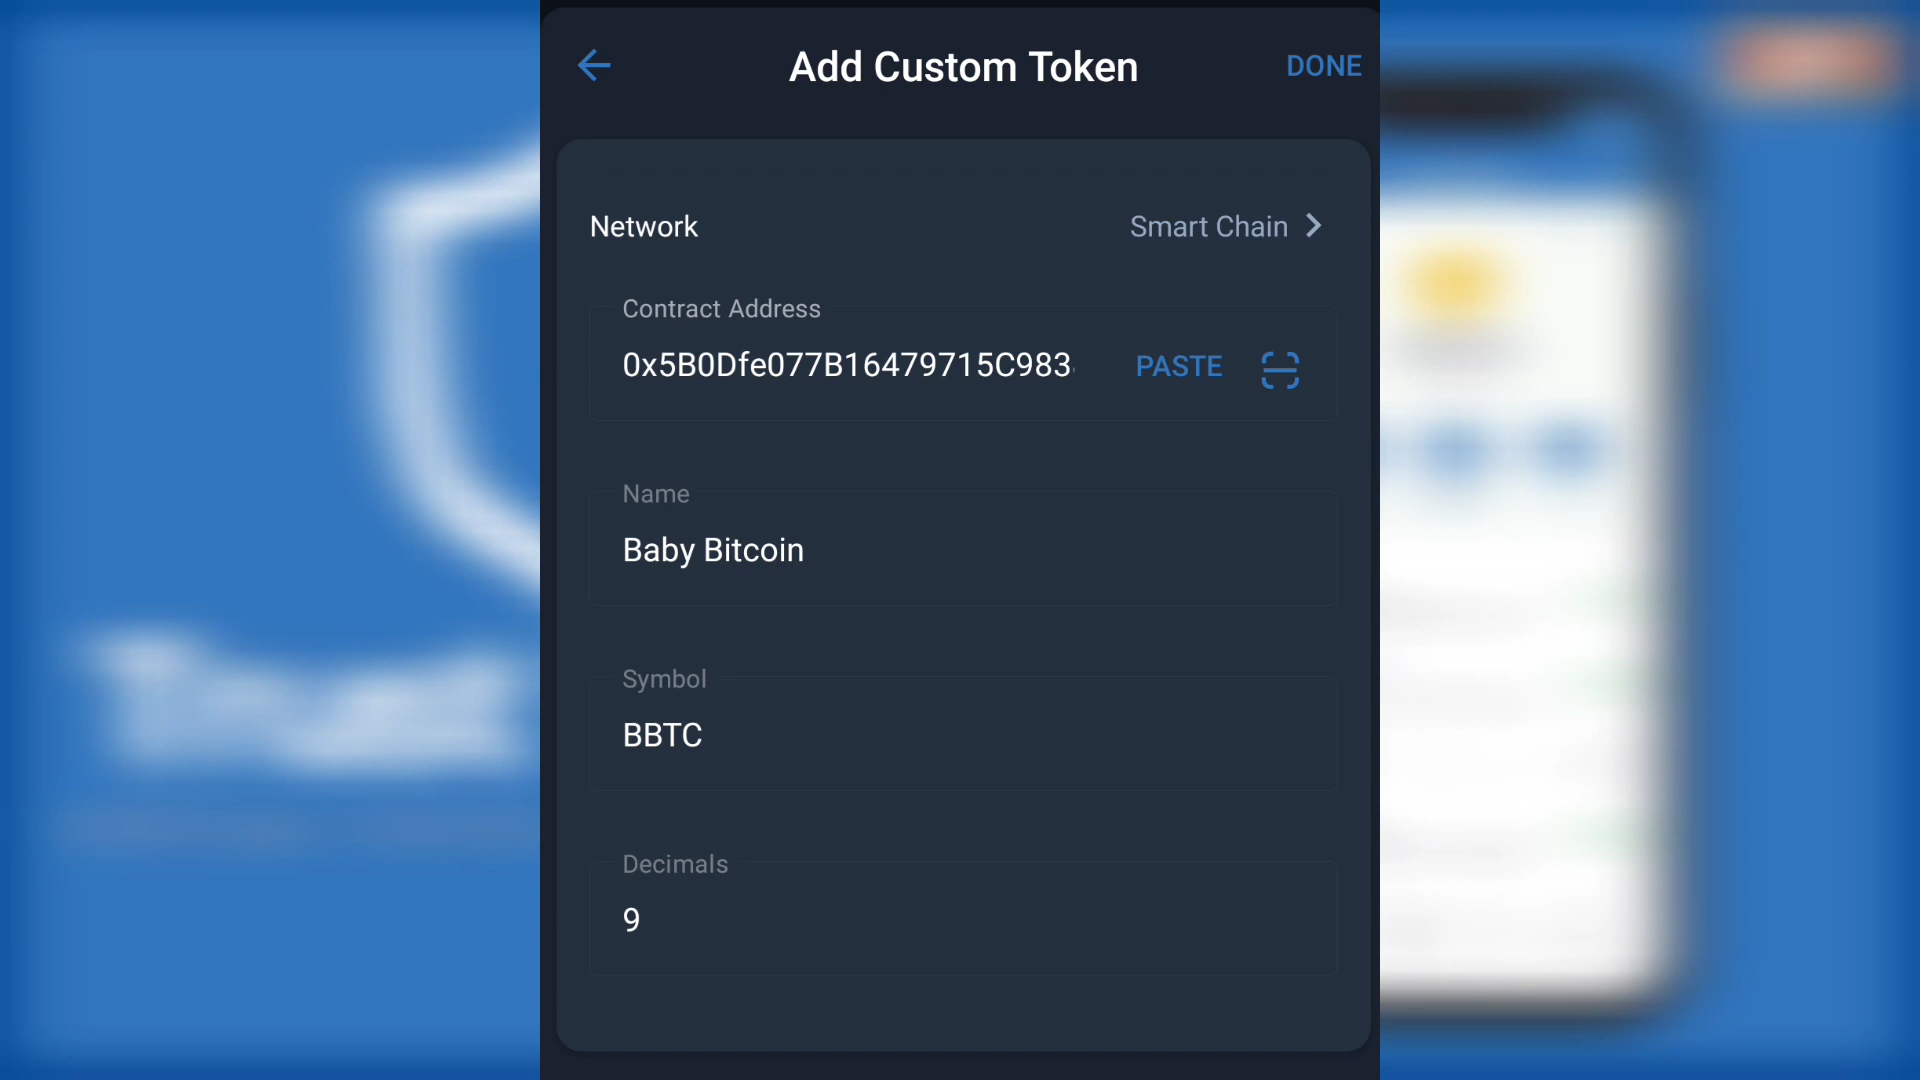 Add Custom Token
DONE
Network
Smart Chain
Contract Address
0x5B0Dfe077B16479715C983
PASTE
Name
Baby Bitcoin
Symbol
BBTC
Decimals
9